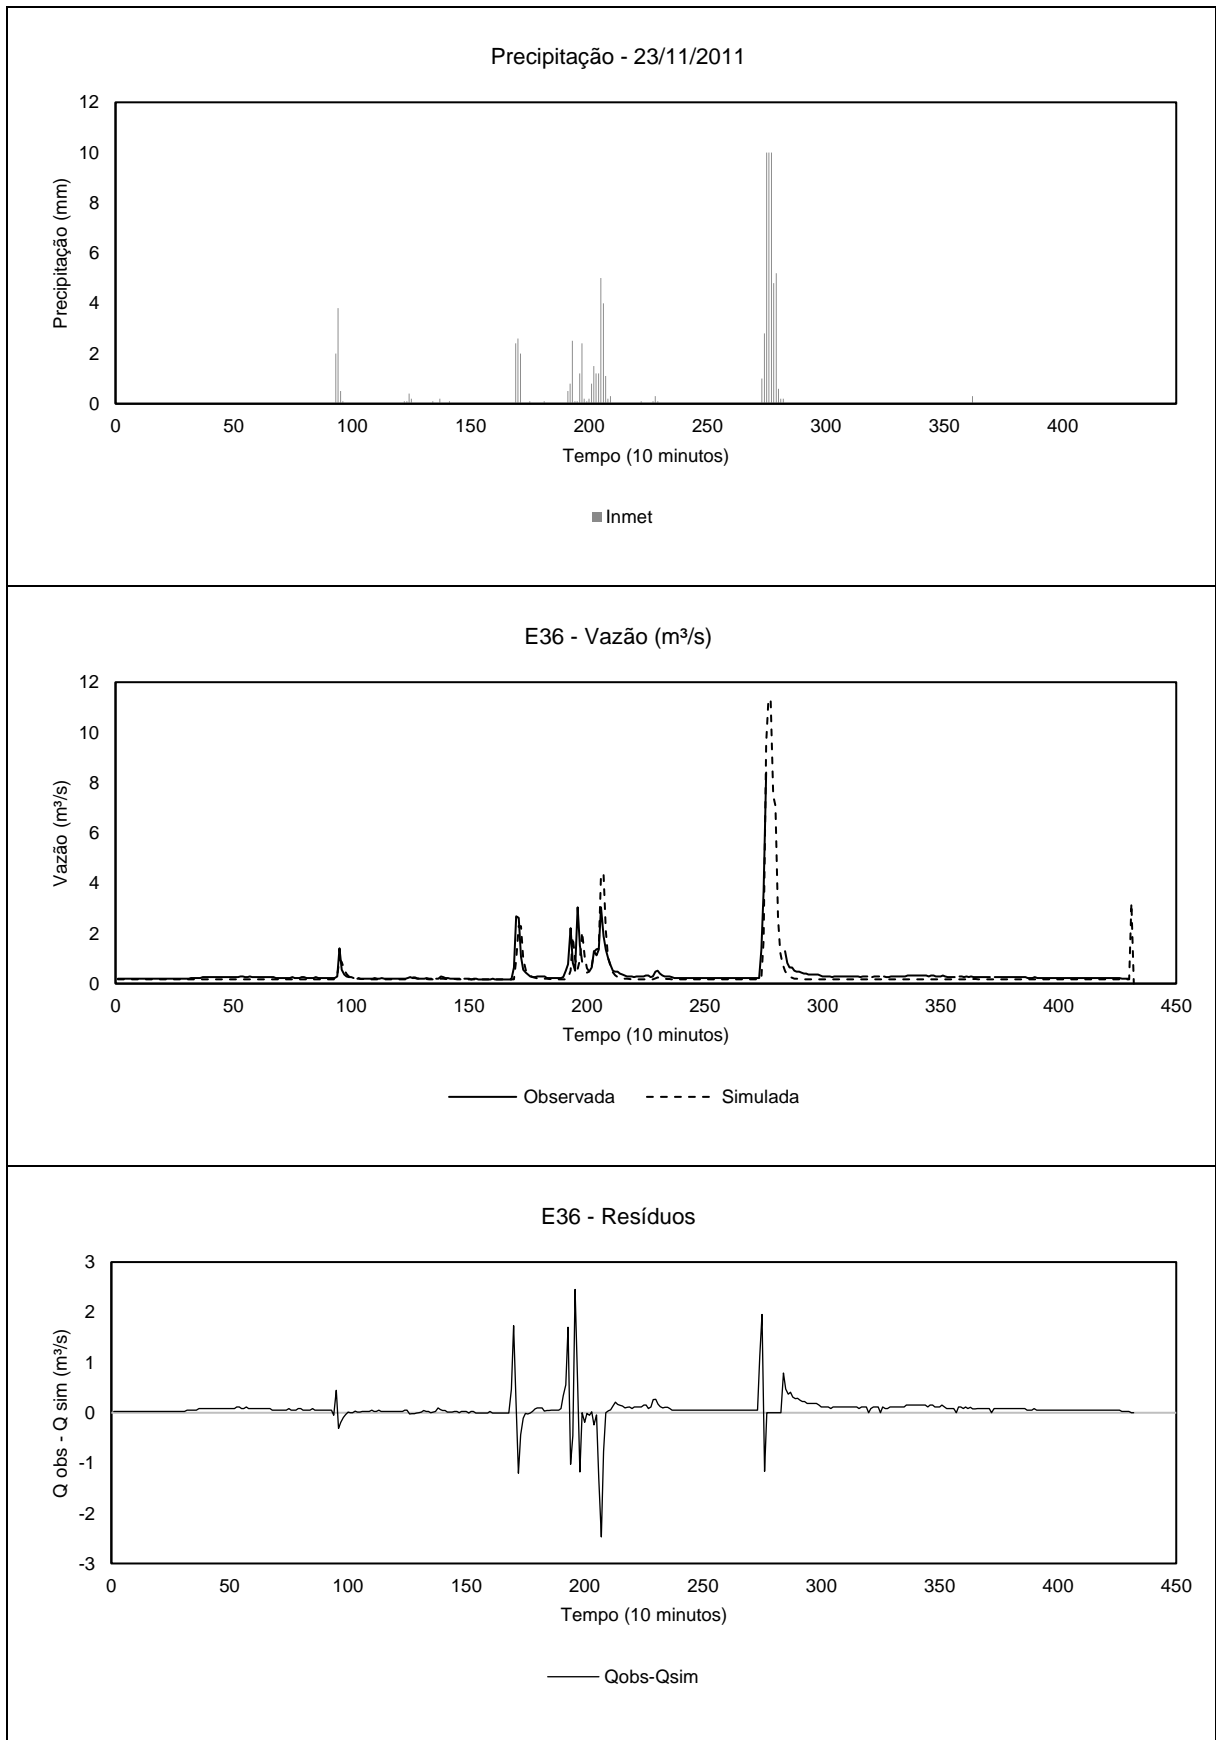 Precipitação - 23/11/2011
12
10
8
6
4
2
0
Precipitação (mm)
0 50 100 150 200 250 300 350 400
Tempo (10 minutos)
Inmet
E36 - Vazão (m³/s)
12
10
8
6
4
2
0
Vazão (m³/s)
0 50 100 150 200 250 300 350 400 450
Tempo (10 minutos)
Observada Simulada
E36 - Resíduos
3
2
1
0
-1
-2
-3
Q obs - Q sim (m³/s)
0 50 100 150 200 250 300 350 400 450
Tempo (10 minutos)
Qobs-Qsim